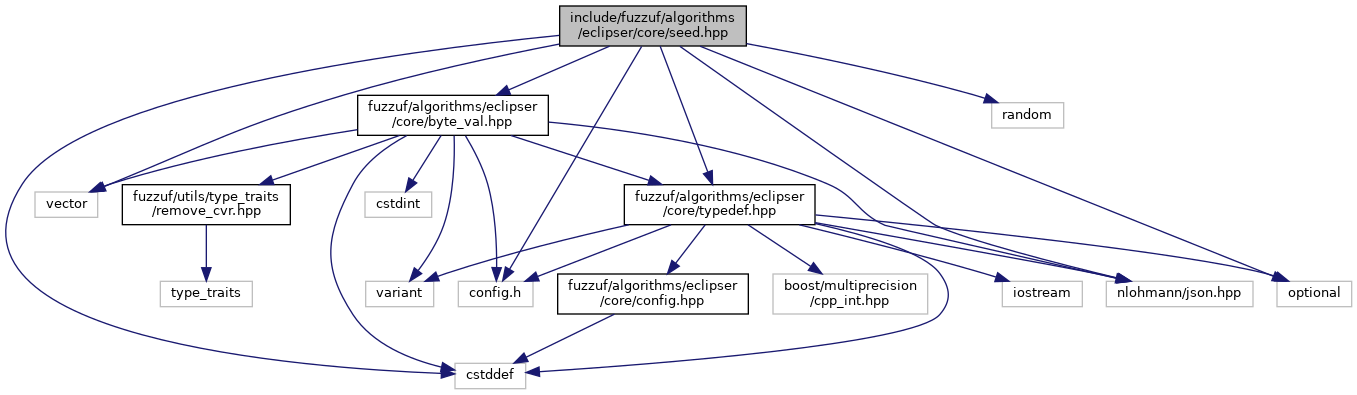 include/fuzzuf/algorithms
/eclipser/core/seed.hpp
fuzzuf/algorithms/eclipser
/core/byte_val.hpp
random
vector
fuzzuf/utils/type_traits
/remove_cvr.hpp
cstdint
fuzzuf/algorithms/eclipser
/core/typedef.hpp
type_traits
variant
config.h
fuzzuf/algorithms/eclipser
/core/config.hpp
boost/multiprecision
/cpp_int.hpp
iostream
nlohmann/json.hpp
optional
cstddef